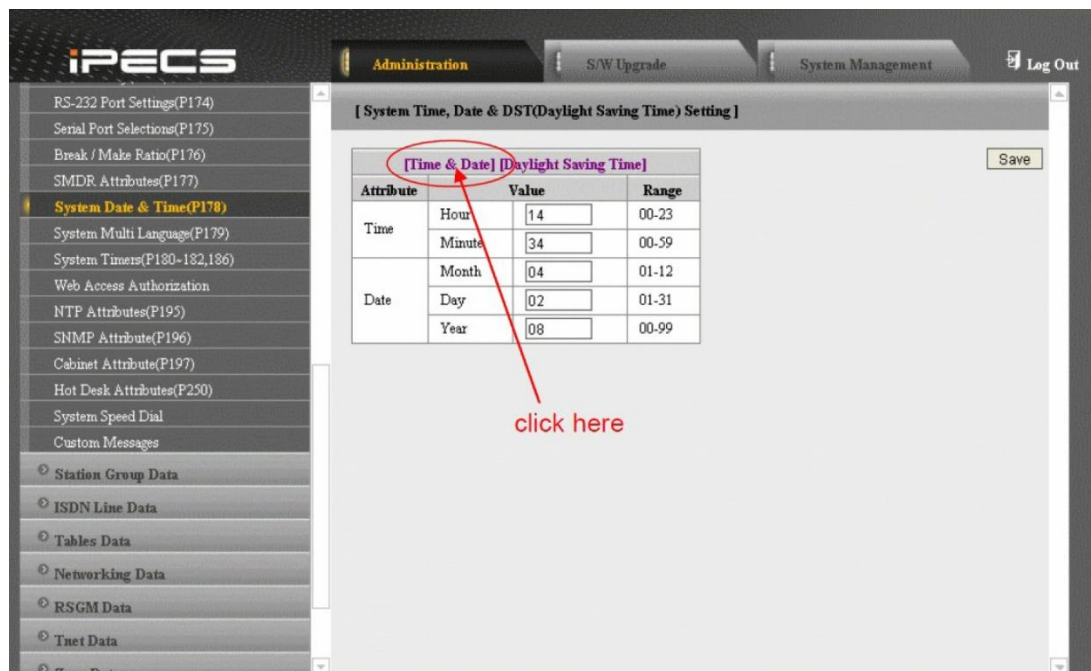 iPECS
Administration
S/W Upgrade
System Management
Log Out
RS-232 Port Settings(P174)
Serial Port Selections(P175)
Break / Make Ratio(P176)
SMDR Attributes(P177)
System Date & Time(P178)
System Multi Language(P179)
System Timers(P180~182,186)
Web Access Authorization
NTP Attributes(P195)
SNMP Attribute(P196)
Cabinet Attribute(P197)
Hot Desk Attributes(P250)
System Speed Dial
Custom Messages
Station Group Data
ISDN Line Data
Tables Data
Networking Data
RSGM Data
Tnet Data
[ System Time, Date & DST(Daylight Saving Time) Setting ]
Save
[Time & Date] [Daylight Saving Time]
Attribute Value Range
Time Hour 14 00-23
Minute 34 00-59
Date Month 04 01-12
Day 02 01-31
Year 08 00-99
click here